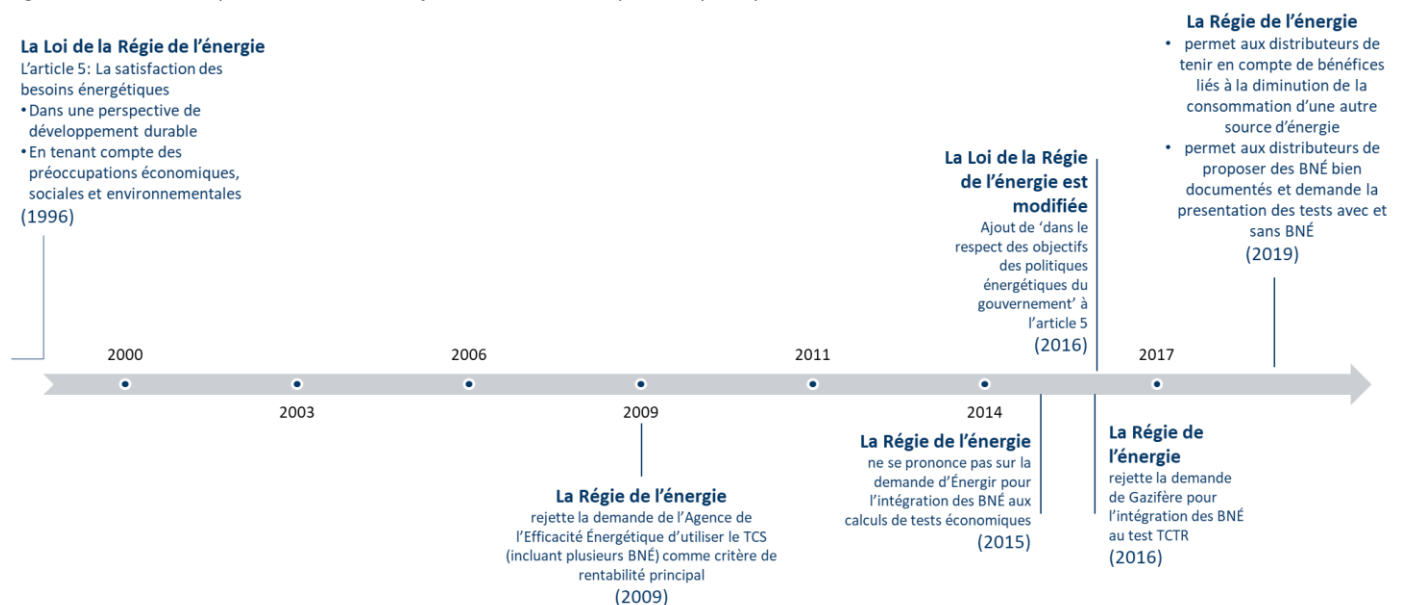 La Loi de la Régie de l'énergie
L'article 5: La satisfaction des
besoins énergétiques
• Dans une perspective de
développement durable
• En tenant compte des
préoccupations économiques,
sociales et environnementales
(1996)
La Régie de l'énergie
• permet aux distributeurs de
tenir en compte de bénéfices
liés à la diminution de la
consommation d'une autre
source d'énergie
• permet aux distributeurs de
proposer des BNÉ bien
documentés et demande la
presentation des tests avec et
sans BNÉ
(2019)
La Loi de la Régie
de l'énergie est
modifiée
Ajout de 'dans le
respect des objectifs
des politiques
énergétiques du
gouvernement' à
l'article 5
(2016)
2000
2006
2011
2017
2003
2009
2014
La Régie de l'énergie
rejette la demande de l'Agence de
l'Efficacité Énergétique d'utiliser le TCS
(incluant plusieurs BNÉ) comme critère de
rentabilité principal
(2009)
La Régie de l'énergie
ne se prononce pas sur la
demande d'Énergir pour
l'intégration des BNÉ aux
calculs de tests économiques
(2015)
La Régie de
l'énergie
rejette la demande
de Gazifère pour
l'intégration des BNÉ
au test TCTR
(2016)